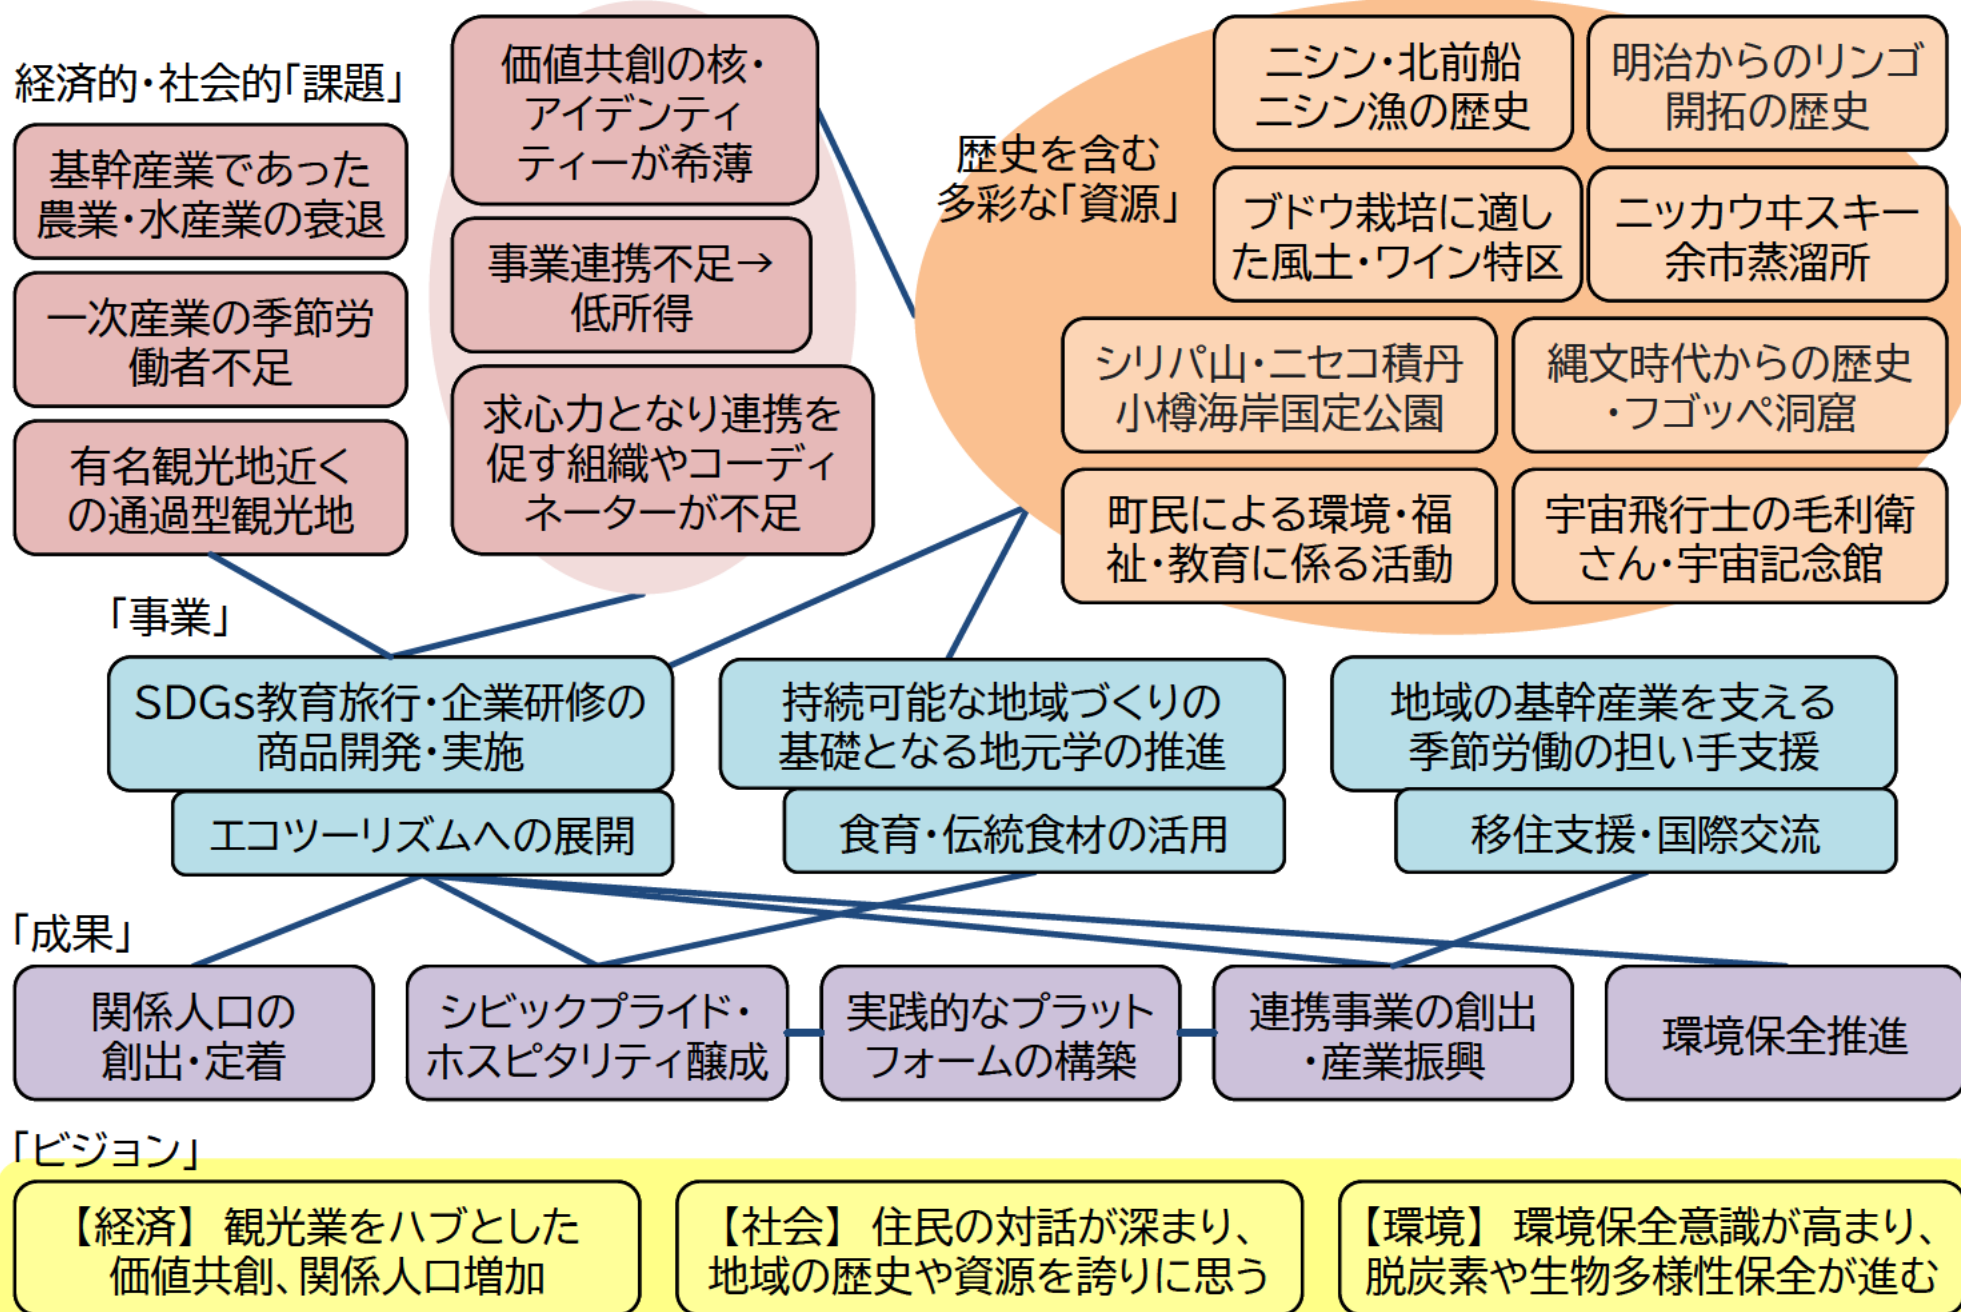 経済的・社会的「課題」
基幹産業であった
農業・水産業の衰退
一次産業の季節労
働者不足
有名観光地近く
の通過型観光地
価値共創の核・
アイデンティ
ティーが希薄
事業連携不足→
低所得
求心力となり連携を
促す組織やコーディ
ネーターが不足
歴史を含む
多彩な「資源」
ニシン・北前船
ニシン漁の歴史
明治からのリンゴ
開拓の歴史
ブドウ栽培に適し
た風土・ワイン特区
ニッカウヰスキー
余市蒸溜所
シリパ山・ニセコ積丹
小樽海岸国定公園
縄文時代からの歴史
・フゴッペ洞窟
町民による環境・福
祉・教育に係る活動
宇宙飛行士の毛利衛
さん・宇宙記念館
「事業」
SDGs教育旅行・企業研修の
商品開発・実施
エコツーリズムへの展開
持続可能な地域づくりの
基礎となる地元学の推進
食育・伝統食材の活用
地域の基幹産業を支える
季節労働の担い手支援
移住支援・国際交流
「成果」
関係人口の
創出・定着
シビックプライド・
ホスピタリティ醸成
実践的なプラット
フォームの構築
連携事業の創出
・産業振興
環境保全推進
「ビジョン」
【経済】 観光業をハブとした
価値共創、関係人口増加
【社会】 住民の対話が深まり、
地域の歴史や資源を誇りに思う
【環境】 環境保全意識が高まり、
脱炭素や生物多様性保全が進む